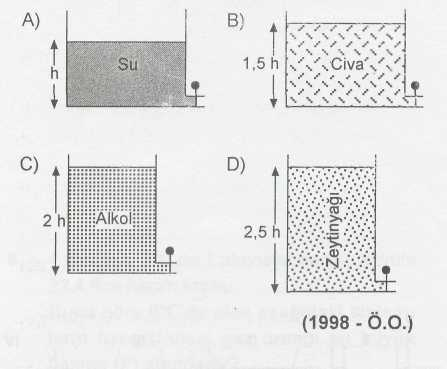 A)
h
Su
B)
1,5 h
Civa
C)
2 h
Alkol
D)
2,5 h
Zeytinyağı
(1998 - Ö.O.)